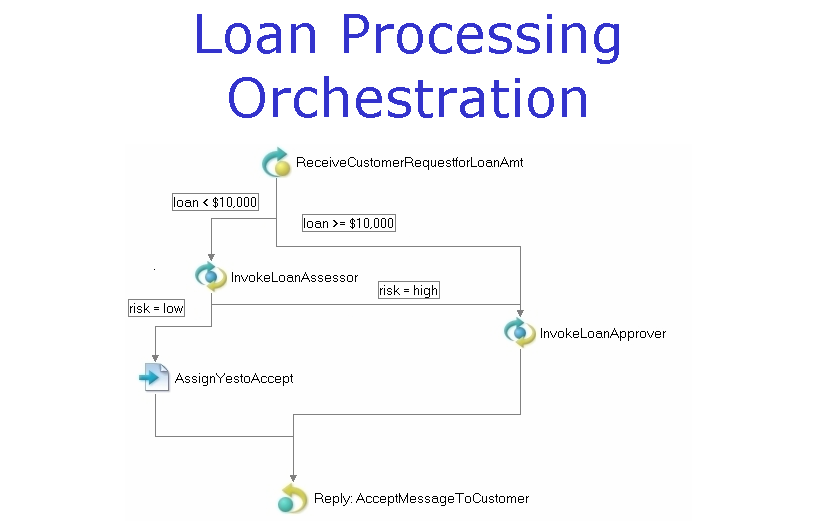 Loan Processing
Orchestration
ReceiveCustomerRequestforLoanAmt
loan < $10,000
loan >= $10,000
InvokeLoanAssessor
risk = high
risk = low
InvokeLoanApprover
AssignYestoAccept
Reply: AcceptMessageToCustomer